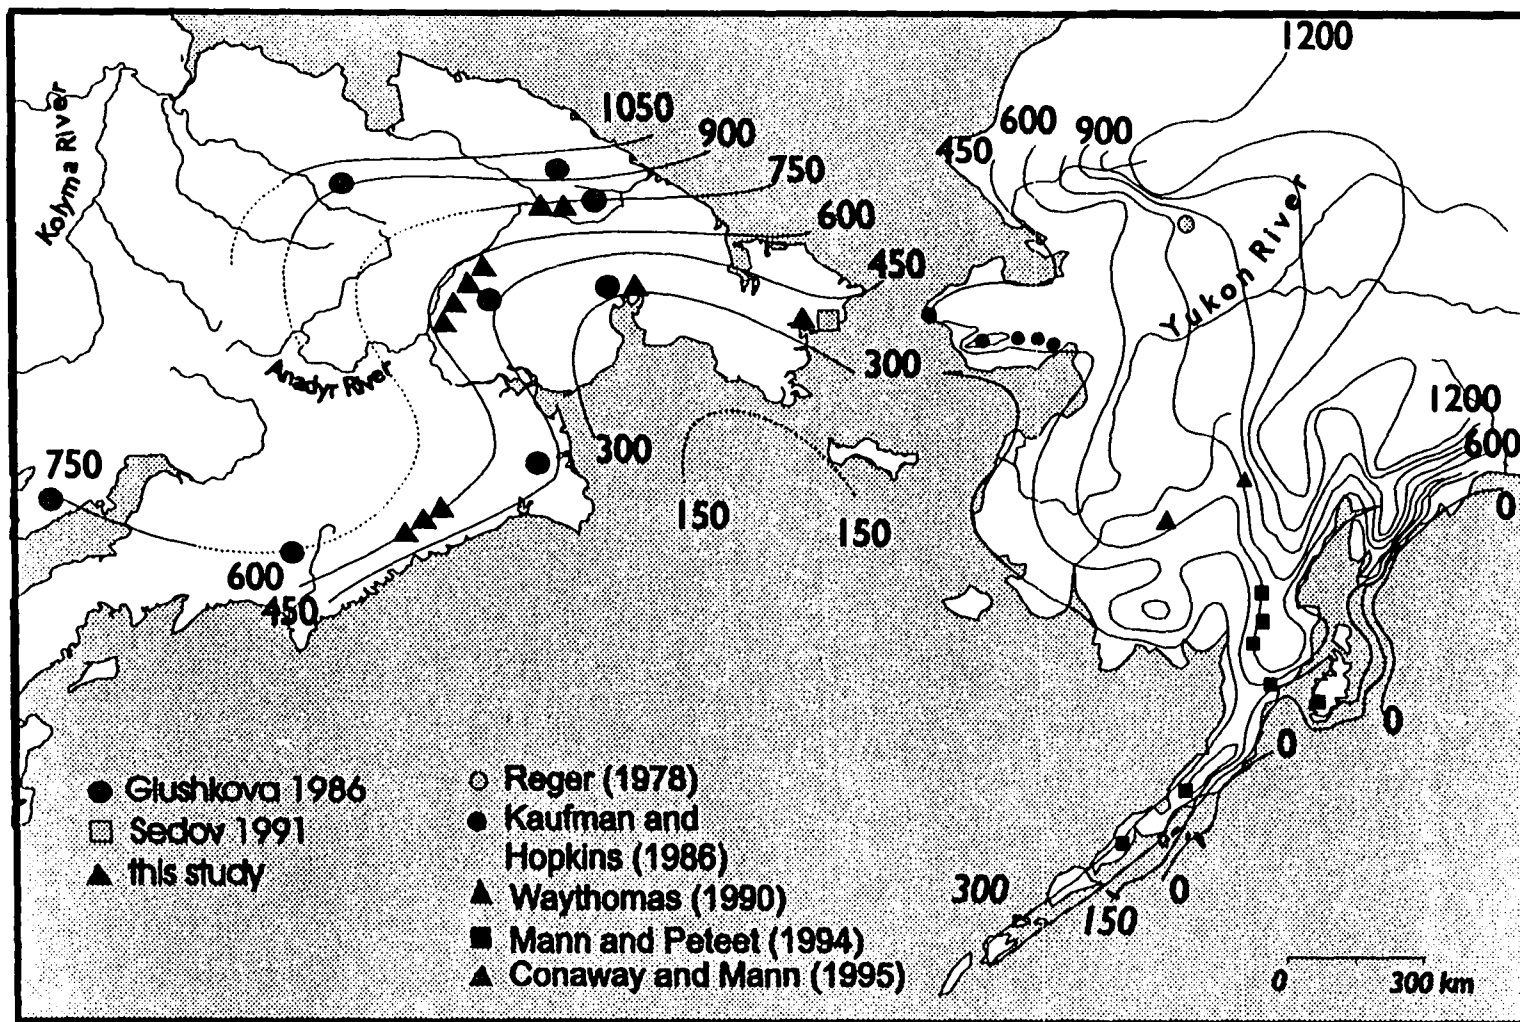 1200
1050
900
750
600
450
600
900
450
Kolyma River
Yukon River
300
Anadyr River
300
750
150
150
1200
600
0
600
450
0
0
Glushkova 1986
Sedov 1991
this study
Reger (1978)
Kaufman and
Hopkins (1986)
Waythomas (1990)
Mann and Peteet (1994)
Conaway and Mann (1995)
300
150
0
0 300 km